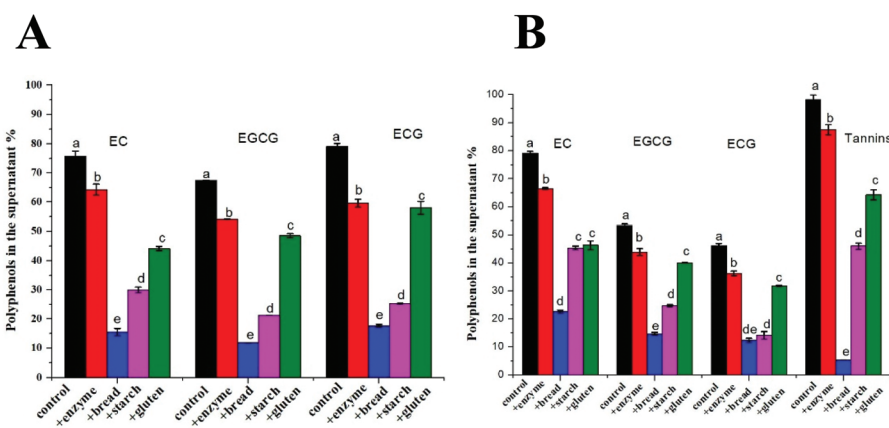 A
B
Polyphenols in the supernatant %
100
90
80
70
60
50
40
30
20
10
0
EC
EGCG
ECG
a
b
e
d
c
a
b
e
d
c
a
b
e
d
c
control
+enzyme
+bread
+starch
+gluten
control
+enzyme
+bread
+starch
+gluten
control
+enzyme
+bread
+starch
+gluten
Polyphenols in the supernatant %
100
90
80
70
60
50
40
30
20
10
0
EC
EGCG
ECG
Tannins
a
b
d
c
c
a
b
e
d
c
a
b
de
d
c
a
b
e
d
c
control
+enzyme
+bread
+starch
+gluten
control
+enzyme
+bread
+starch
+gluten
control
+enzyme
+bread
+starch
+gluten
control
+enzyme
+bread
+starch
+gluten